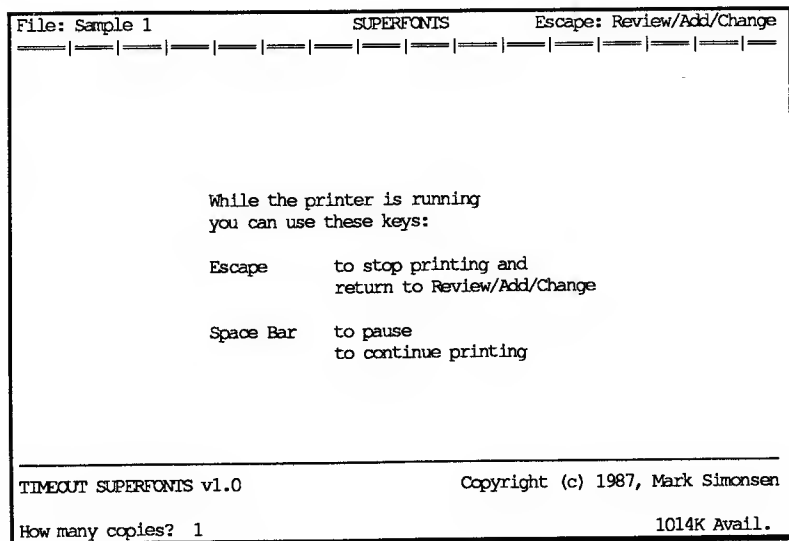 File: Sample 1 SUPERFONTS Escape: Review/Add/Change
While the printer is running
you can use these keys:
Escape to stop printing and
return to Review/Add/Change
Space Bar to pause
to continue printing
TIMEOUT SUPERFONTS v1.0 Copyright (c) 1987, Mark Simonsen
How many copies? 1 1014K Avail.